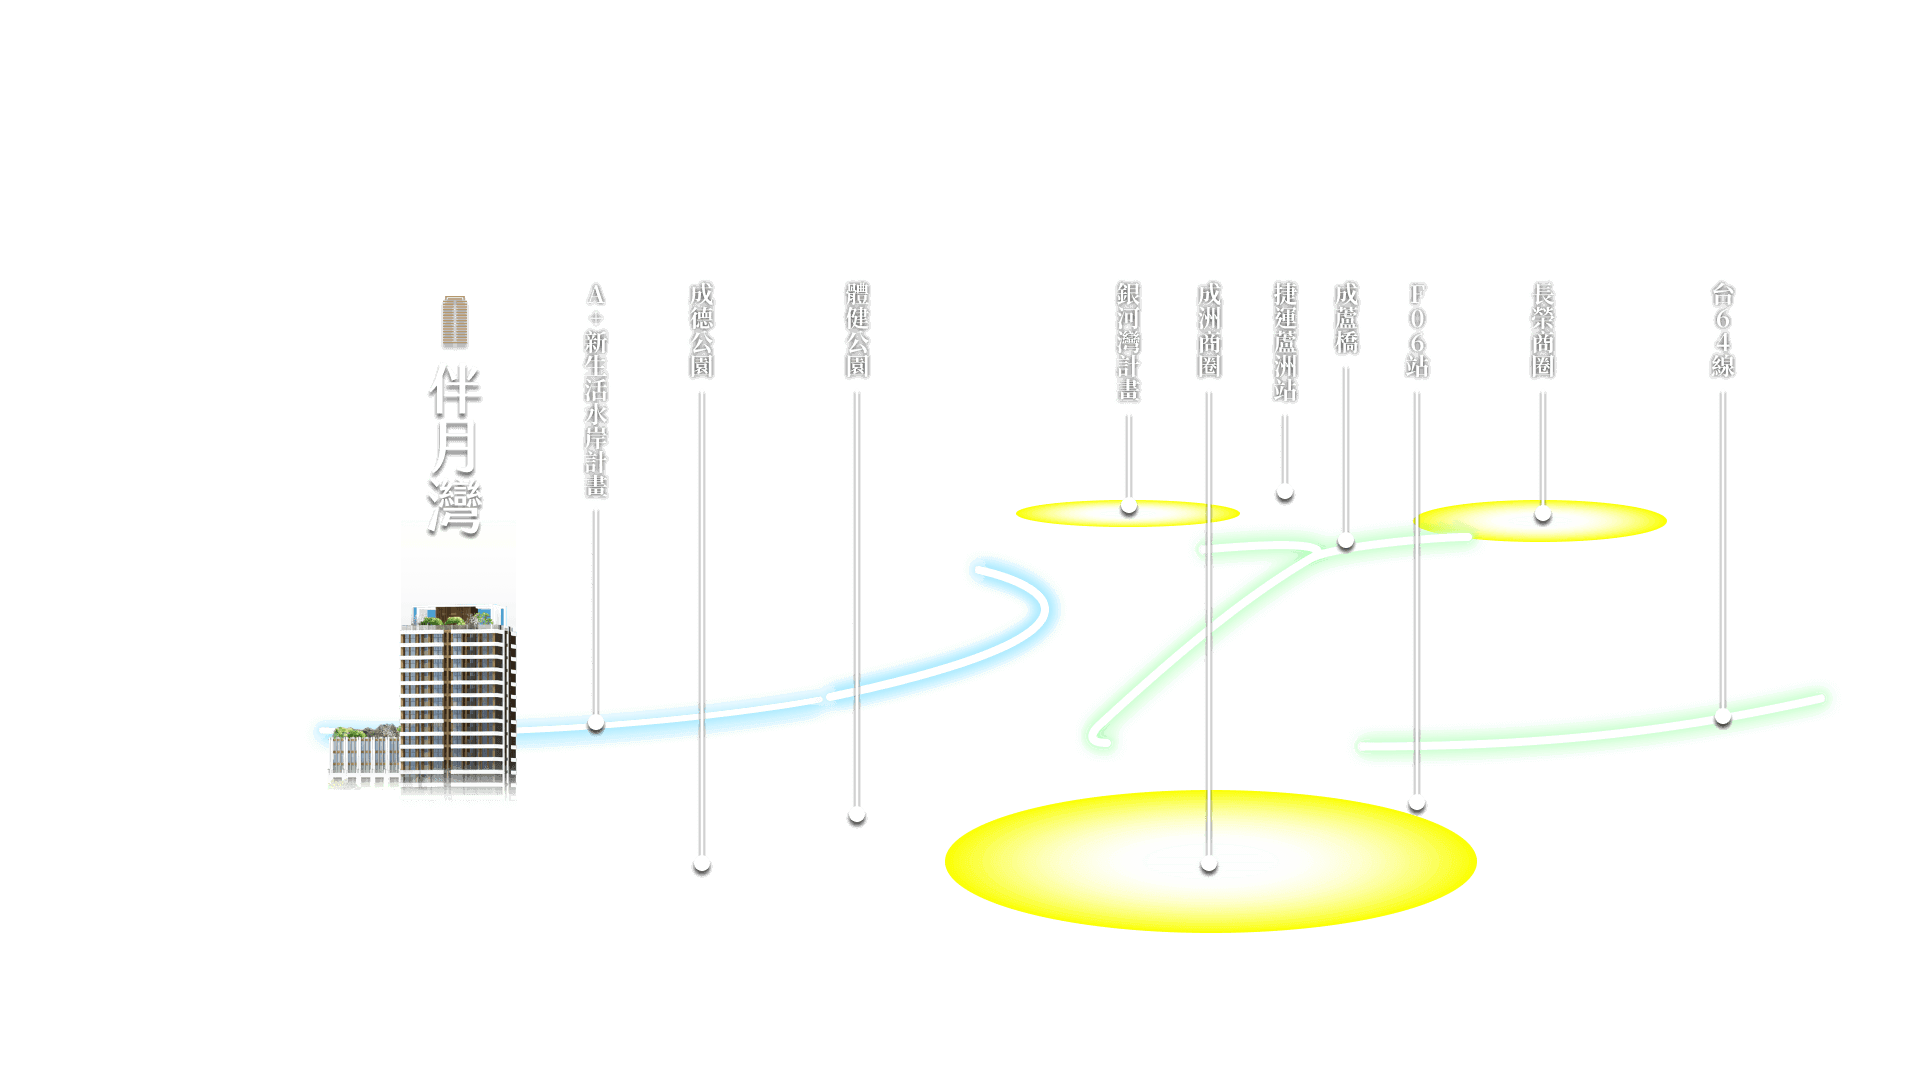 伴月灣
A+新生活水岸計畫
成德公園
體健公園
銀河灣計畫
成洲商圈
捷運蘆洲站
成蘆橋
F06站
長榮商圈
台64線